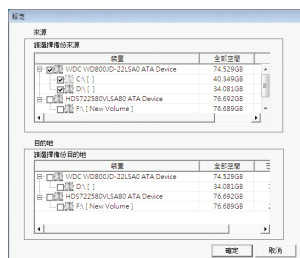 設定
來源
請選擇備份來源
裝置 全部空間
WDC WD800JD-22LSA0 ATA Device 74.529GB
C:\ [ ] 40.349GB
D:\ [ ] 34.081GB
HDS722580VLSA80 ATA Device 76.692GB
F:\ [ New Volume ] 76.689GB
目的地
請選擇備份目的地
裝置 全部空間
WDC WD800JD-22LSA0 ATA Device 74.529GB
D:\ [ ] 34.081GB
HDS722580VLSA80 ATA Device 76.692GB
F:\ [ New Volume ] 76.689GB
確定 取消